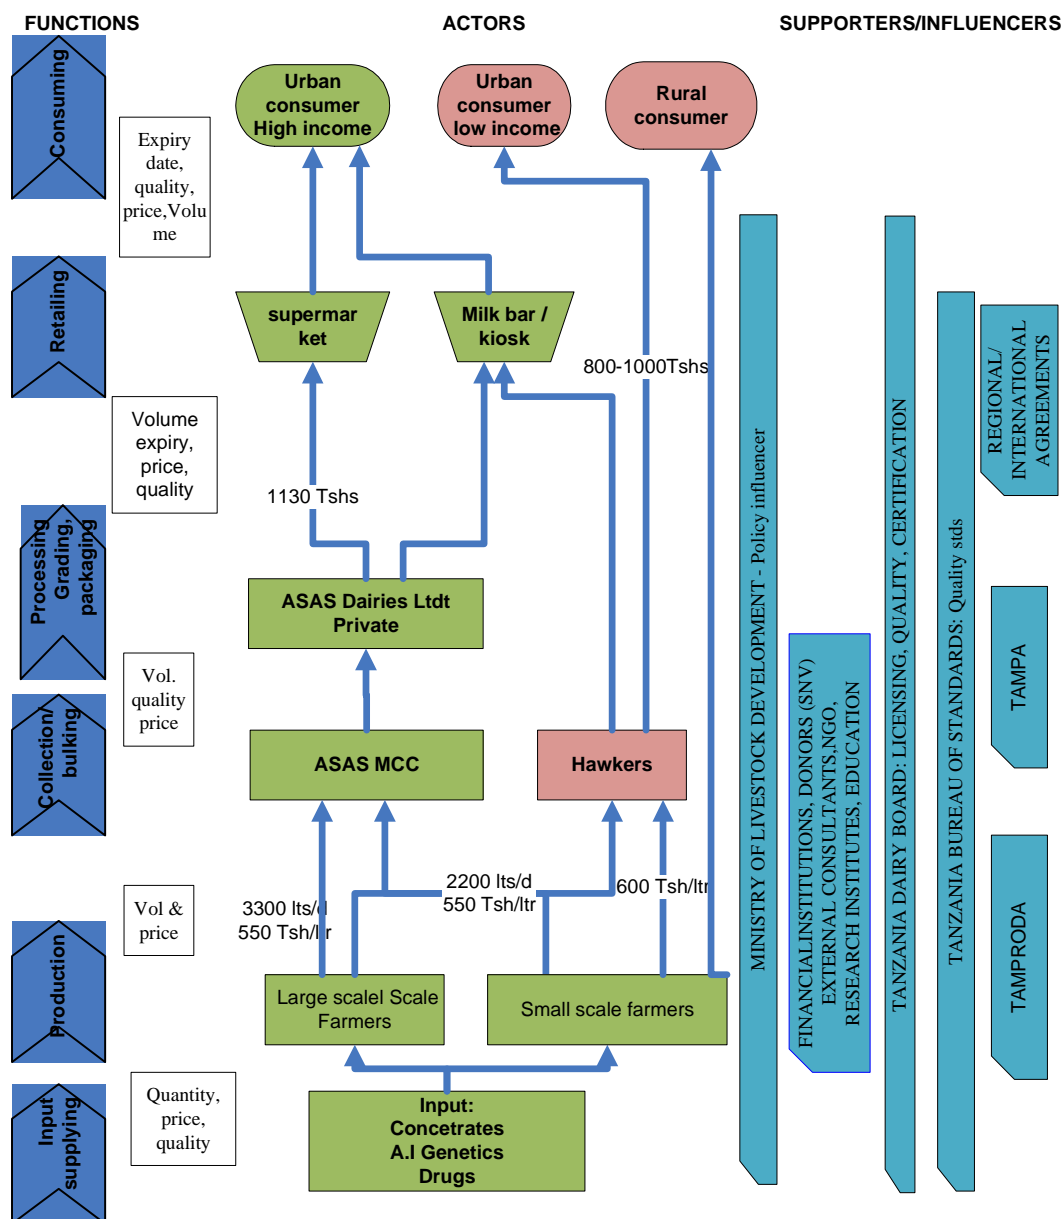 FUNCTIONS
ACTORS
SUPPORTERS/INFLUENCERS
Consuming
Urban
consumer
High income
Urban
consumer
low income
Rural
consumer
Expiry
date,
quality,
price,Volu
me
Retailing
supermar
ket
Milk bar /
kiosk
800-1000Tshs
Volume
expiry,
price,
quality
1130 Tshs
Processing
Grading,
packaging
ASAS Dairies Ltdt
Private
Vol.
quality
price
Collection/
bulking
ASAS MCC
Hawkers
3300 lts/d
550 Tsh/ltr
2200 lts/d
550 Tsh/ltr
600 Tsh/ltr
Vol &
price
Production
Large scalel Scale
Farmers
Small scale farmers
Quantity,
price,
quality
Input
supplying
Input:
Concetrates
A.I Genetics
Drugs
MINISTRY OF LIVESTOCK DEVELOPMENT - Policy influencer
FINANCIALINSTITUTIONS, DONORS (SNV)
EXTERNAL CONSULTANTS,NGO,
RESEARCH INSTITUTES, EDUCATION
TANZANIA DAIRY BOARD: LICENSING, QUALITY, CERTIFICATION
TANZANIA BUREAU OF STANDARDS: Quality stds
REGIONAL/
INTERNATIONAL
AGREEMENTS
TAMPA
TAMPRODA